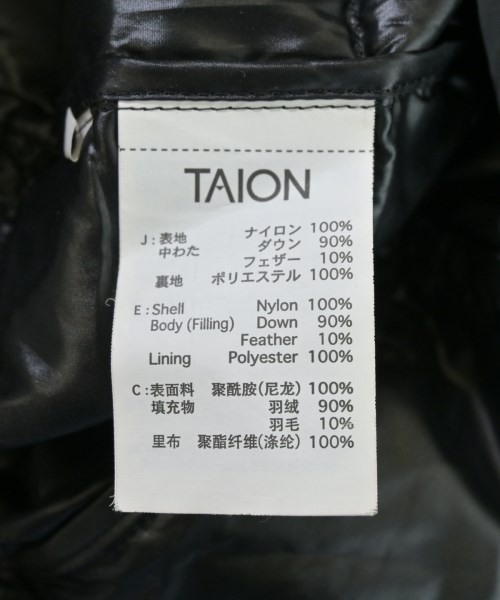 TAION
J : 表地 ナイロン 100%
中わた ダウン 90%
フェザー 10%
裏地 ポリエステル 100%
E : Shell Nylon 100%
Body (Filling) Down 90%
Feather 10%
Lining Polyester 100%
C : 表面料 聚酰胺(尼龙) 100%
填充物 羽绒 90%
羽毛 10%
里布 聚酯纤维(涤纶) 100%